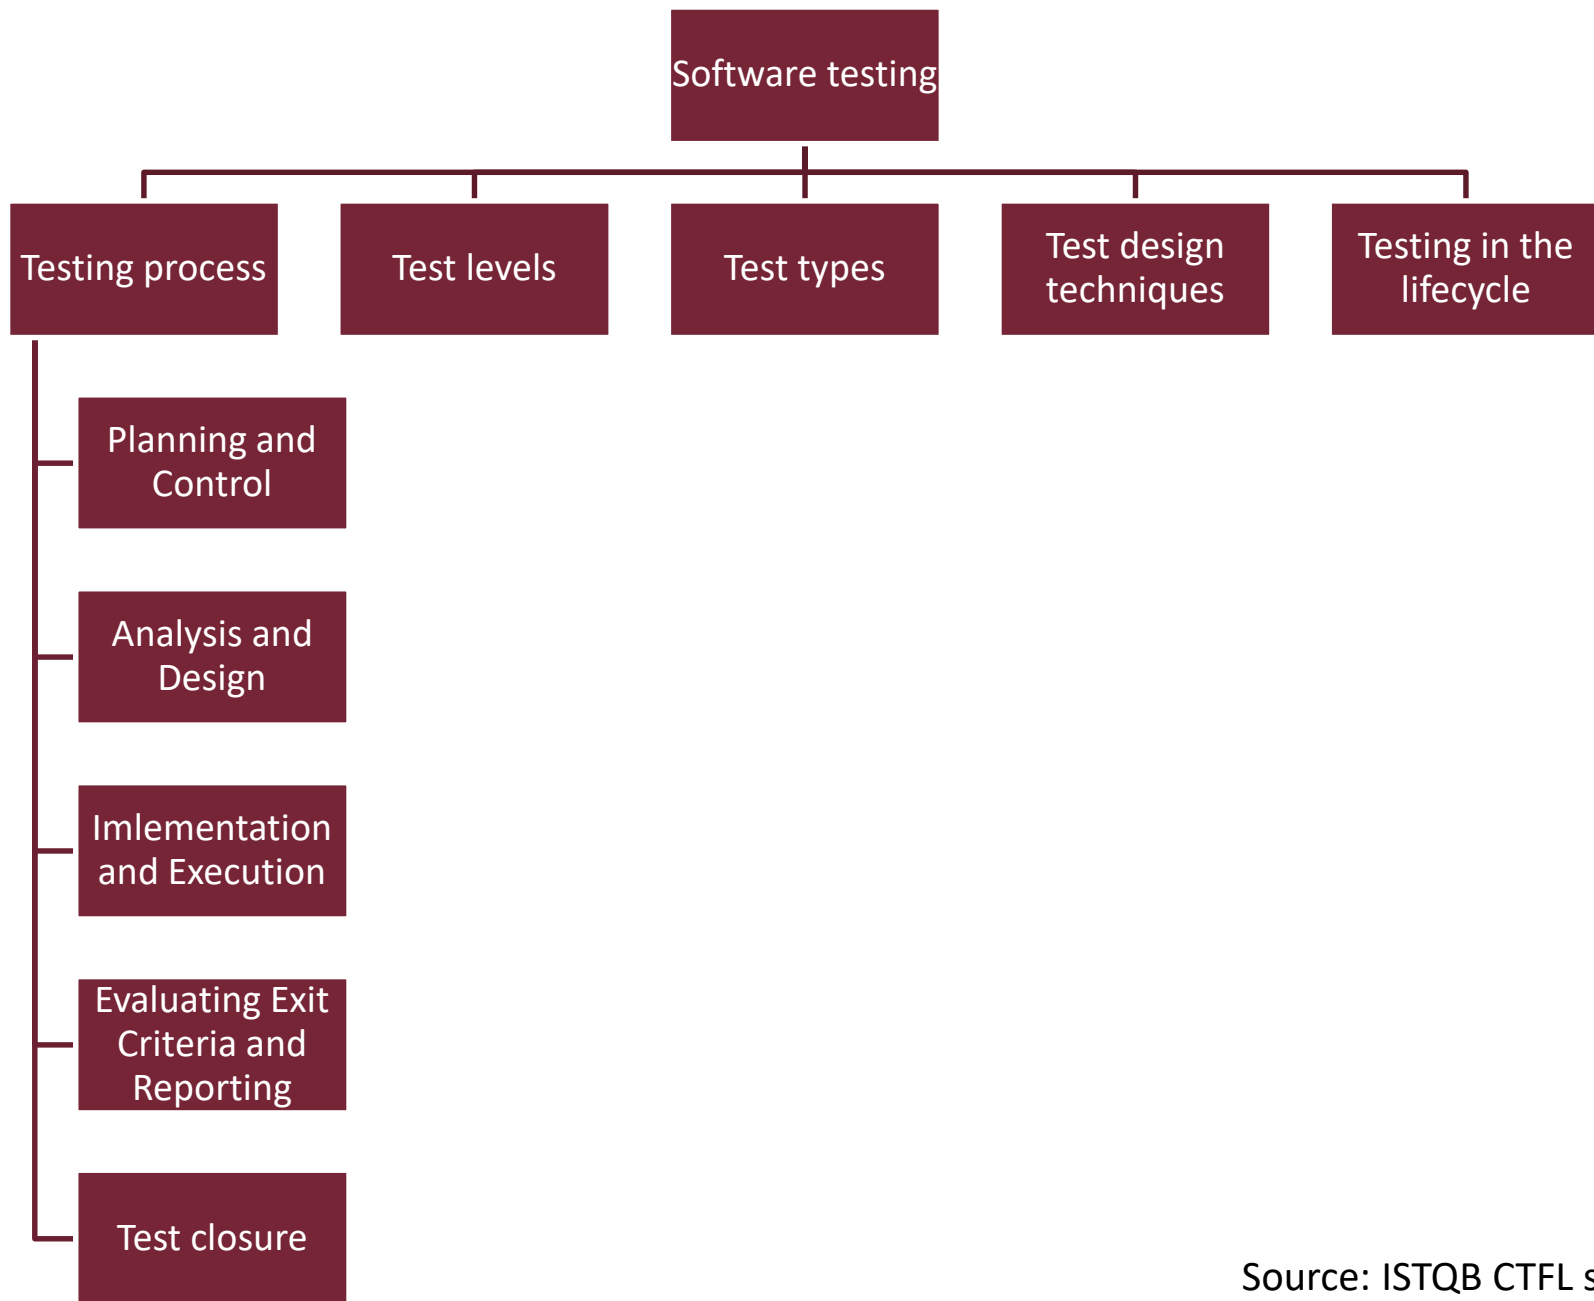 Software testing
Testing process
Test levels
Test types
Test design
techniques
Testing in the
lifecycle
Planning and
Control
Analysis and
Design
Imlementation
and Execution
Evaluating Exit
Criteria and
Reporting
Test closure
Source: ISTQB CTFL s